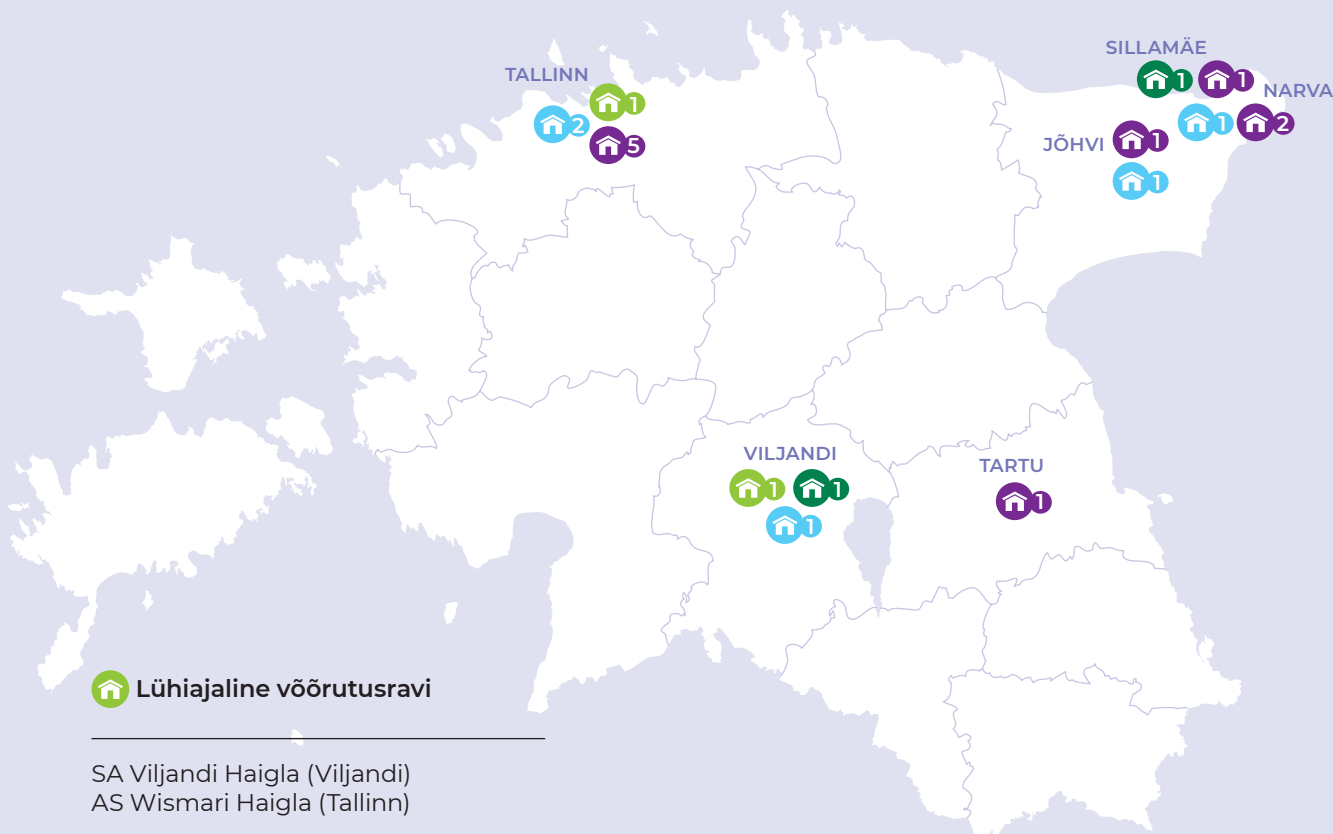 SILLAMÄE
1 1
TALLINN
NARVA
1
2
1 2
5
JÕHVI 1
1
VILJANDI
TARTU
1 1
1
1
Lühiajaline võõrutusravi
SA Viljandi Haigla (Viljandi)
AS Wismari Haigla (Tallinn)